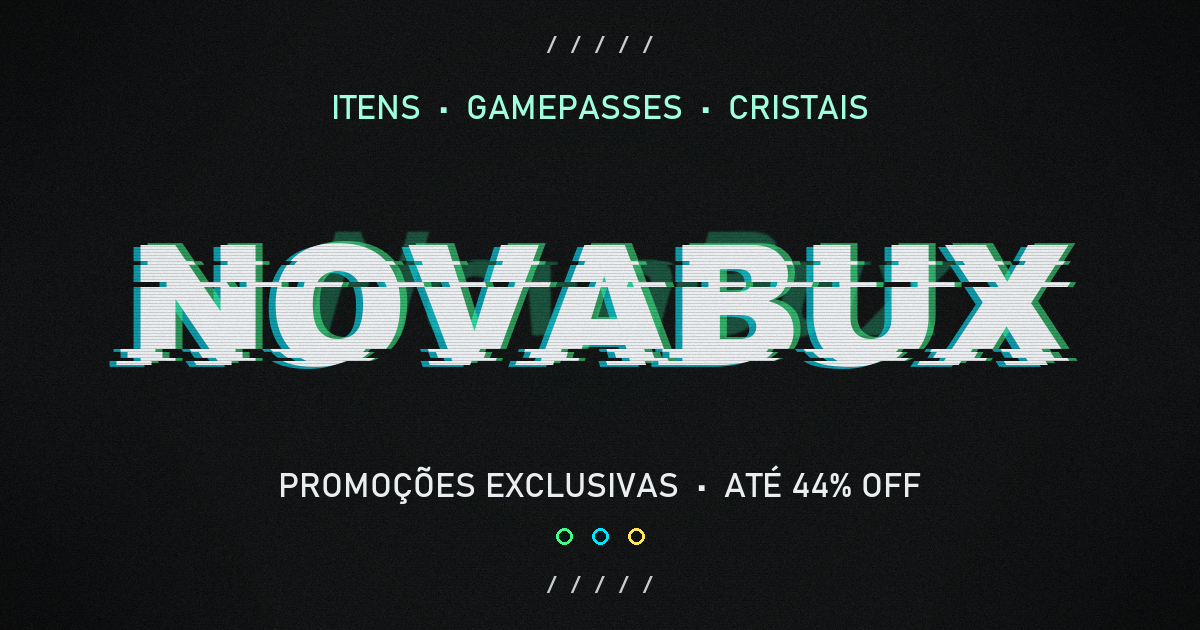 / / / / /
ITENS · GAMEPASSES · CRISTAIS
NOVABUX
PROMOÇÕES EXCLUSIVAS · ATÉ 44% OFF
/ / / / /